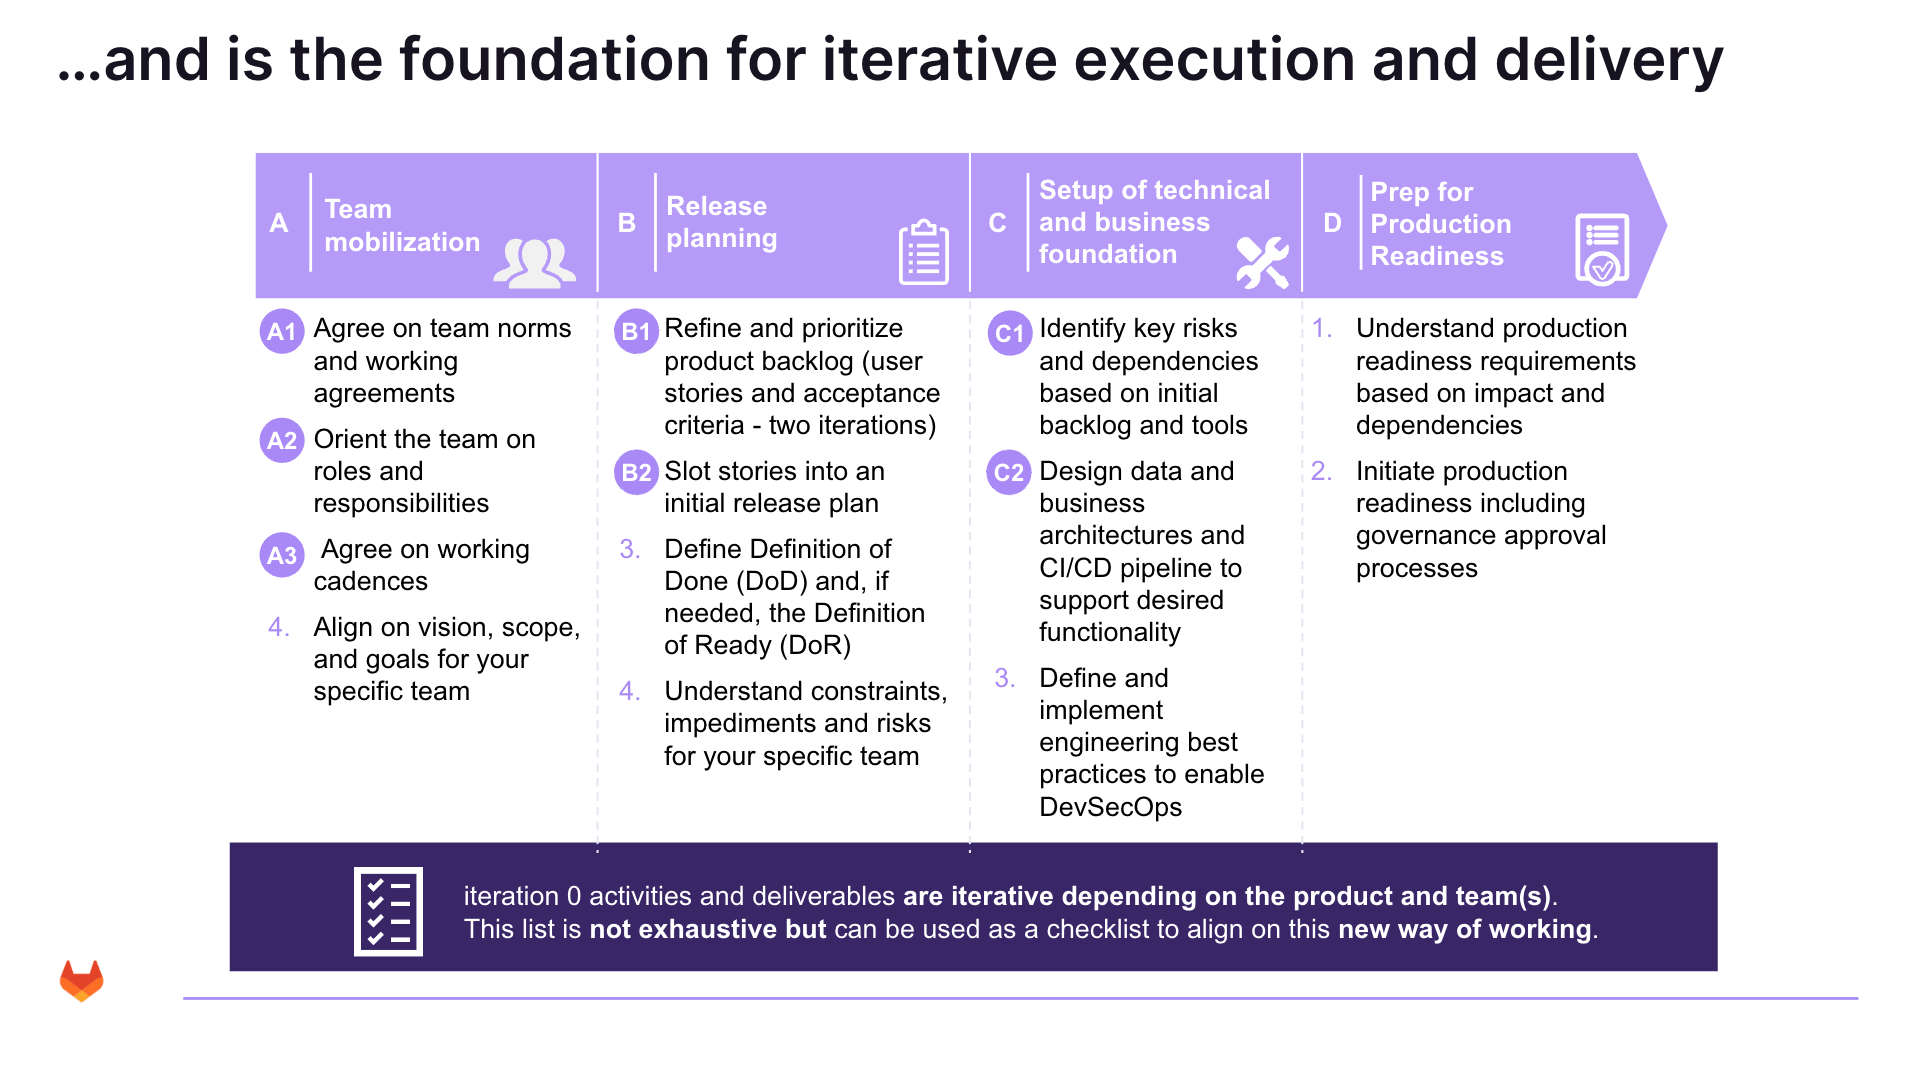 ...and is the foundation for iterative execution and delivery
A
Team
mobilization
B
Release
planning
C
Setup of technical
and business
foundation
D
Prep for
Production
Readiness
A1 Agree on team norms
and working
agreements
A2 Orient the team on
roles and
responsibilities
A3 Agree on working
cadences
4. Align on vision, scope,
and goals for your
specific team
B1 Refine and prioritize
product backlog (user
stories and acceptance
criteria - two iterations)
B2 Slot stories into an
initial release plan
3. Define Definition of
Done (DoD) and, if
needed, the Definition
of Ready (DoR)
4. Understand constraints,
impediments and risks
for your specific team
C1 Identify key risks
and dependencies
based on initial
backlog and tools
C2 Design data and
business
architectures and
CI/CD pipeline to
support desired
functionality
3. Define and
implement
engineering best
practices to enable
DevSecOps
1. Understand production
readiness requirements
based on impact and
dependencies
2. Initiate production
readiness including
governance approval
processes
iteration 0 activities and deliverables are iterative depending on the product and team(s).
This list is not exhaustive but can be used as a checklist to align on this new way of working.